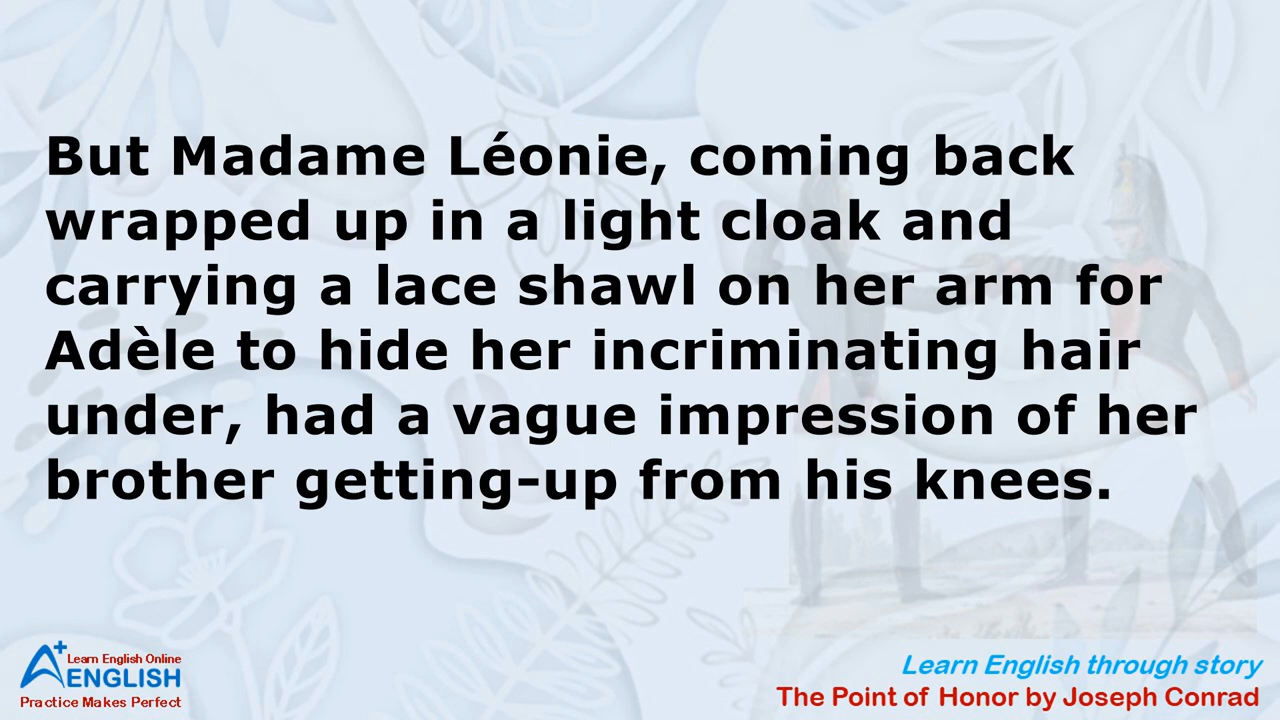 But Madame Léonie, coming back
wrapped up in a light cloak and
carrying a lace shawl on her arm for
Adèle to hide her incriminating hair
under, had a vague impression of her
brother getting-up from his knees.
A+ Learn English Online
ENGLISH
Practice Makes Perfect
Learn English through story
The Point of Honor by Joseph Conrad